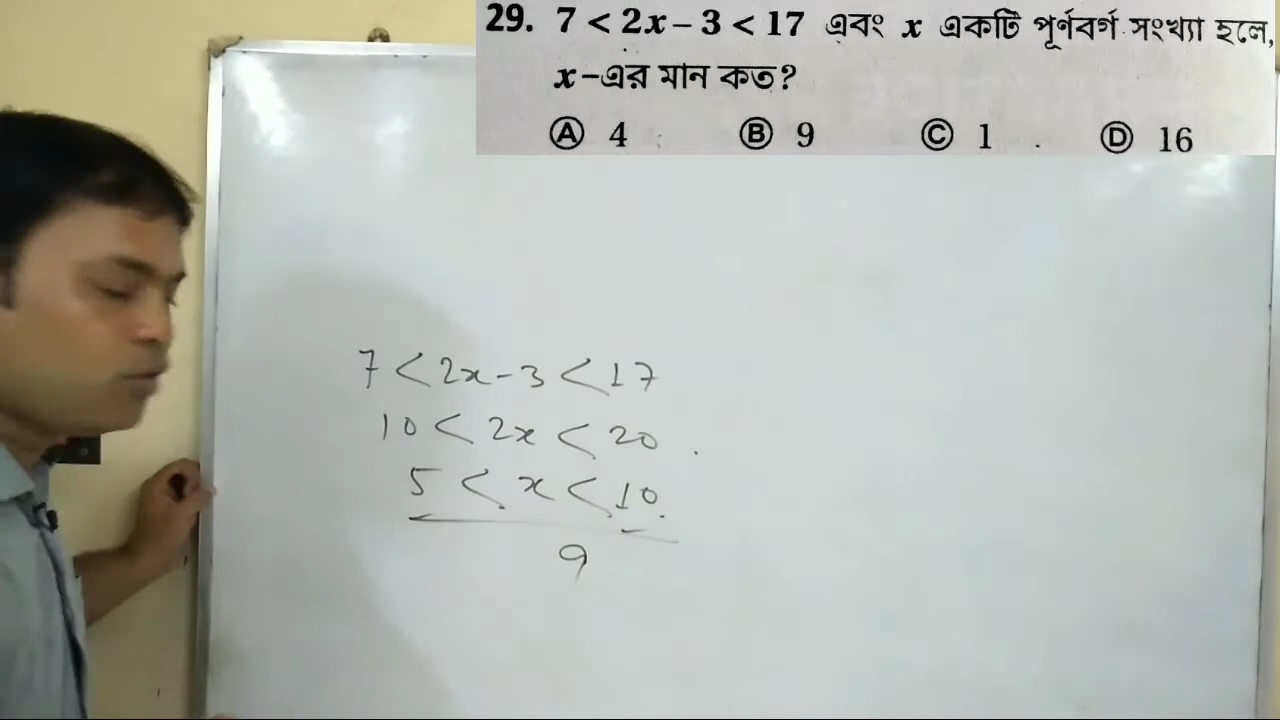 29. 7 < 2x – 3 < 17 এবং x একটি পূর্ণবর্গ সংখ্যা হলে,
x –এর মান কত?
Ⓐ 4 Ⓑ 9 Ⓒ 1 Ⓓ 16
7 < 2x - 3 < 17
10 < 2x < 20
5 < x < 10
9